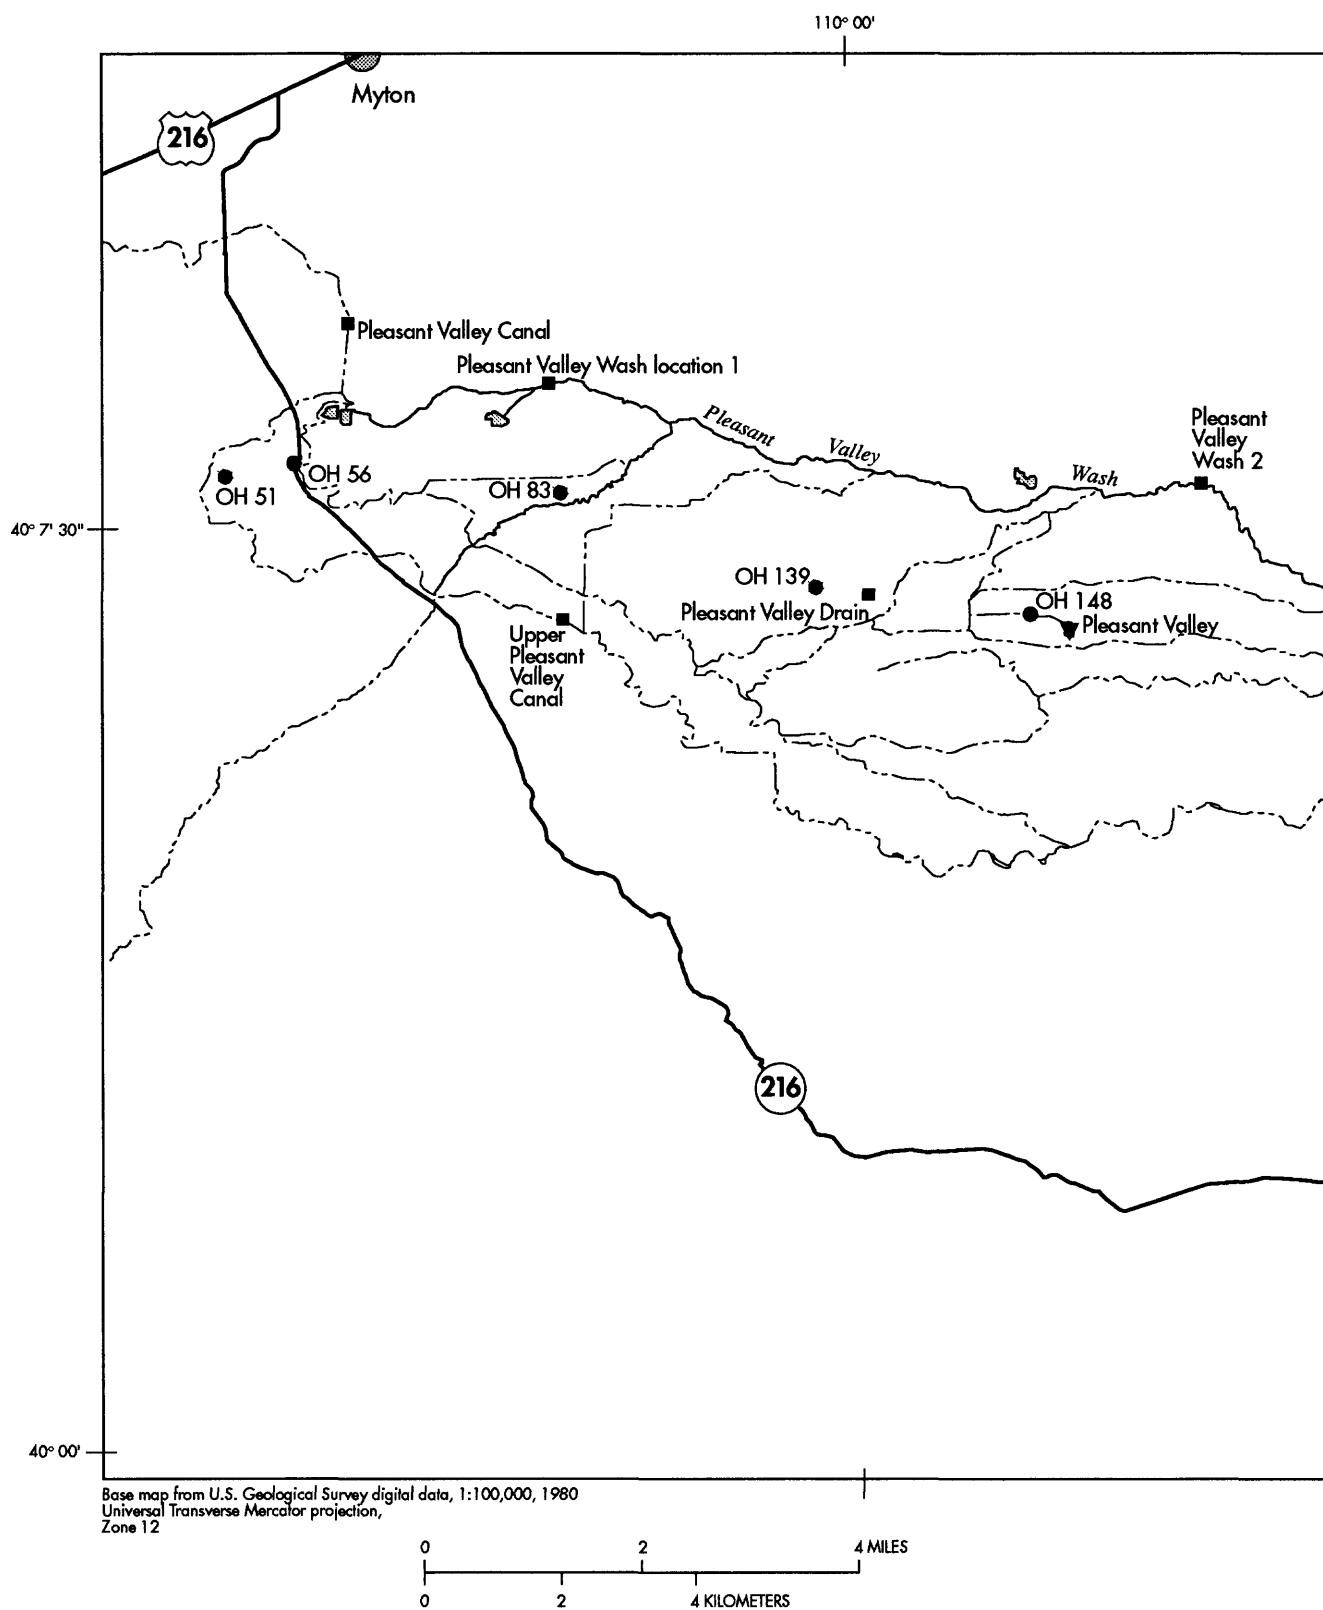 110° 00'
Myton
216
Pleasant Valley Canal
Pleasant Valley Wash location 1
Pleasant Valley Wash
Pleasant
Valley
Wash 2
OH 56
OH 51
OH 83
40° 7' 30"
OH 139
OH 148
Pleasant Valley Drain
Pleasant Valley
Upper
Pleasant
Valley
Canal
216
40° 00'
Base map from U.S. Geological Survey digital data, 1:100,000, 1980
Universal Transverse Mercator projection,
Zone 12
0 2 4 MILES
0 2 4 KILOMETERS